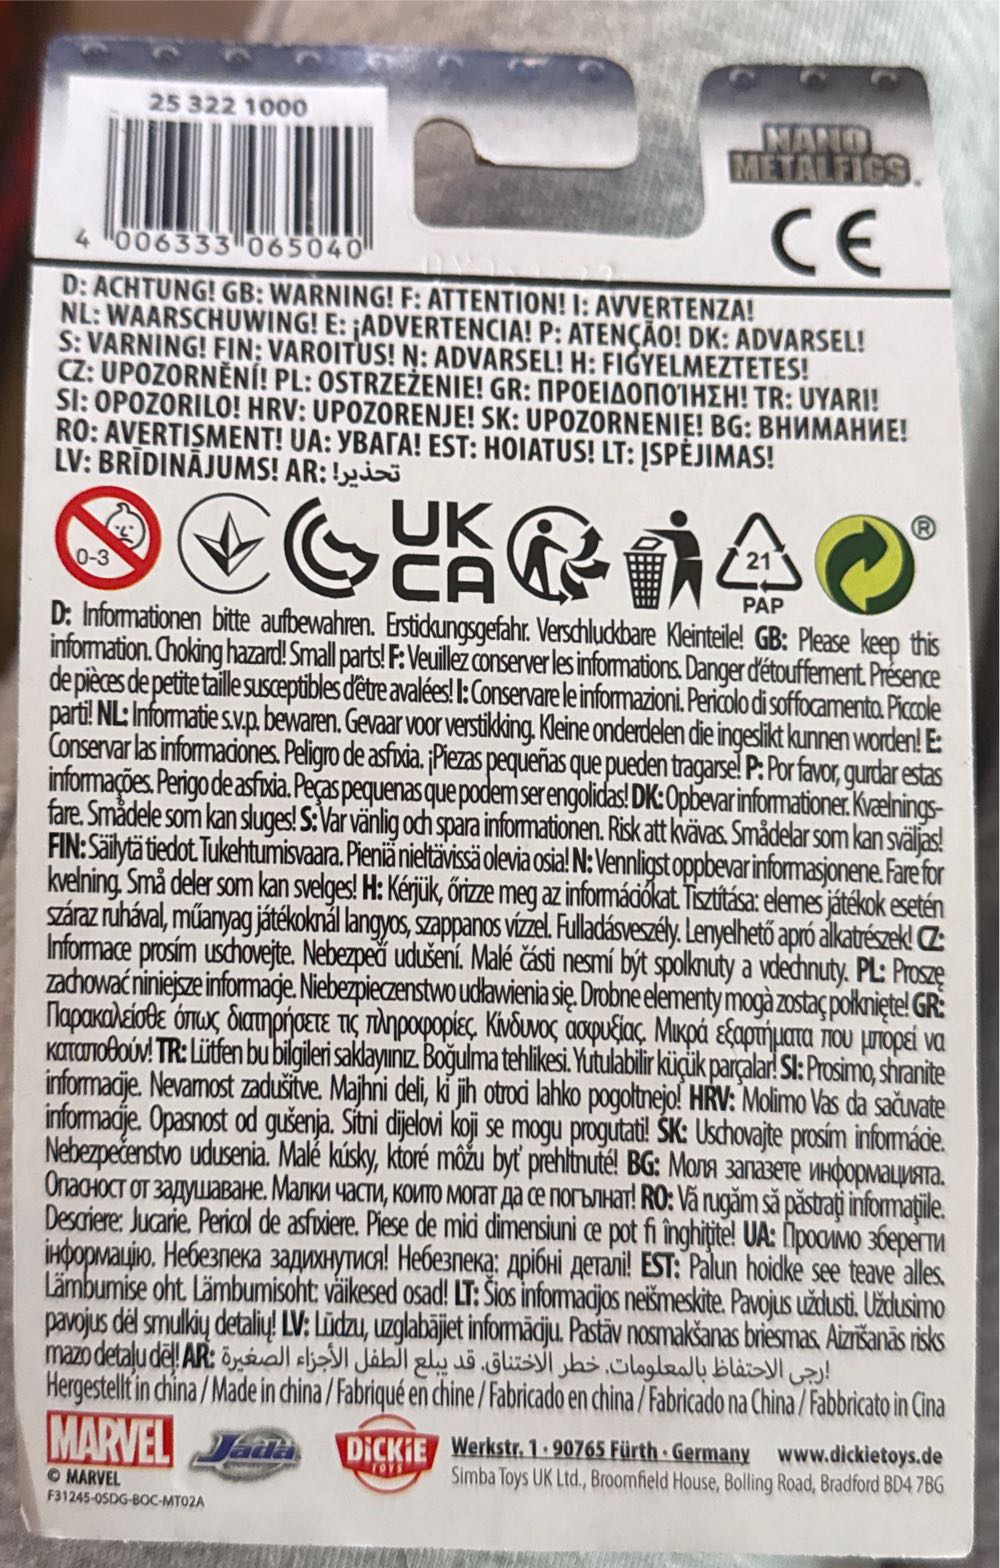 25 322 1000
4 006333 065040
NANO
METALFIGS
CE
D: ACHTUNG! GB: WARNING! F: ATTENTION! I: AVVERTENZA!
NL: WAARSCHUWING! E: ¡ADVERTENCIA! P: ATENÇÃO! DK: ADVARSEL!
S: VARNING! FIN: VAROITUS! N: ADVARSEL! H: FIGYELMEZTETES!
CZ: UPOZORNĚNÍ! PL: OSTRZEŻENIE! GR: ΠΡΟΕΙΔΟΠΟΊΗΣΗ! TR: UYARI!
SI: OPOZORILO! HRV: UPOZORENJE! SK: UPOZORNENIE! BG: ВНИМАНИЕ!
RO: AVERTISMENT! UA: УВАГА! EST: HOIATUS! LT: ĮSPĖJIMAS!
LV: BRĪDINĀJUMS! AR: تحذير!
0-3
UK
CA
21
PAP
®
D: Informationen bitte aufbewahren. Erstickungsgefahr. Verschluckbare Kleinteile! GB: Please keep this
information. Choking hazard! Small parts! F: Veuillez conserver les informations. Danger d'étouffement. Présence
de pièces de petite taille susceptibles d'être avalées! I: Conservare le informazioni. Pericolo di soffocamento. Piccole
parti! NL: Informatie s.v.p. bewaren. Gevaar voor verstikking. Kleine onderdelen die ingeslikt kunnen worden! E:
Conservar las informaciones. Peligro de asfixia. ¡Piezas pequeñas que pueden tragarse! P: Por favor, gurdar estas
informações. Perigo de asfixia. Peças pequenas que podem ser engolidas! DK: Opbevar informationer. Kvælnings-
fare. Smådele som kan sluges! S: Var vänlig och spara informationen. Risk att kvävas. Smådelar som kan sväljas!
FIN: Säilytä tiedot. Tukehtumisvaara. Pieniä nieltävissä olevia osia! N: Vennligst oppbevar informasjonene. Fare for
kvelning. Små deler som kan svelges! H: Kérjük, őrizze meg az információkat. Tisztítása: elemes játékok esetén
száraz ruhával, műanyag játékoknál langyos, szappanos vízzel. Fulladásveszély. Lenyelhető apró alkatrészek! CZ:
Informace prosím uschovejte. Nebezpečí udušení. Malé části nesmí být spolknuty a vdechnuty. PL: Proszę
zachować niniejsze informacje. Niebezpieczenstwo udławienia się. Drobne elementy mogà zostaç połknięte! GR:
Παρακαλείσθε όπως διατηρήσετε τις πληροφορίες. Κίνδυνος ασφυξίας. Μικρά εξαρτήματα που μπορεί να
καταποθούν! TR: Lütfen bu bilgileri saklayınız. Boğulma tehlikesi. Yutulabilir küçük parçalar! SI: Prosimo, shranite
informacije. Nevarnost zadušitve. Majhni deli, ki jih otroci lahko pogoltnejo! HRV: Molimo Vas da sačuvate
informacije. Opasnost od gušenja. Sitni dijelovi koji se mogu progutati! SK: Uschovajte prosím informácie.
Nebezpečenstvo udusenia. Malé kúsky, ktoré môžu byť prehltnuté! BG: Моля запазете информацията.
Опасност от задушаване. Малки части, които могат да се погълнат! RO: Vă rugăm să păstrați informațiile.
Descriere: Jucarie. Pericol de asfixiere. Piese de mici dimensiuni ce pot fi înghițite! UA: Просимо зберегти
інформацію. Небезпека задихнутися! Небезпека: дрібні деталі! EST: Palun hoidke see teave alles.
Lämbumise oht. Lämbumisoht: väikesed osad! LT: Šios informacijos neišmeskite. Pavojus uždusti. Uždusimo
pavojus dėl smulkių detalių! LV: Lūdzu, uzglabājiet informāciju. Pastāv nosmakšanas briesmas. Aizrīšanās risks
mazo detaļu dēļ! AR: رجى الاحتفاظ بالمعلومات. خطر الاختناق. قد يبلع الطفل الأجزاء الصغيرة!
Hergestellt in china / Made in china / Fabriqué en chine / Fabricado en china / Fabricado na China / Fabbricato in Cina
MARVEL
© MARVEL
F31245-0SDG-BOC-MT02A
Jada
DiCKiE
TOYS
Werkstr. 1 · 90765 Fürth · Germany www.dickietoys.de
Simba Toys UK Ltd., Broomfield House, Bolling Road, Bradford BD4 7BG